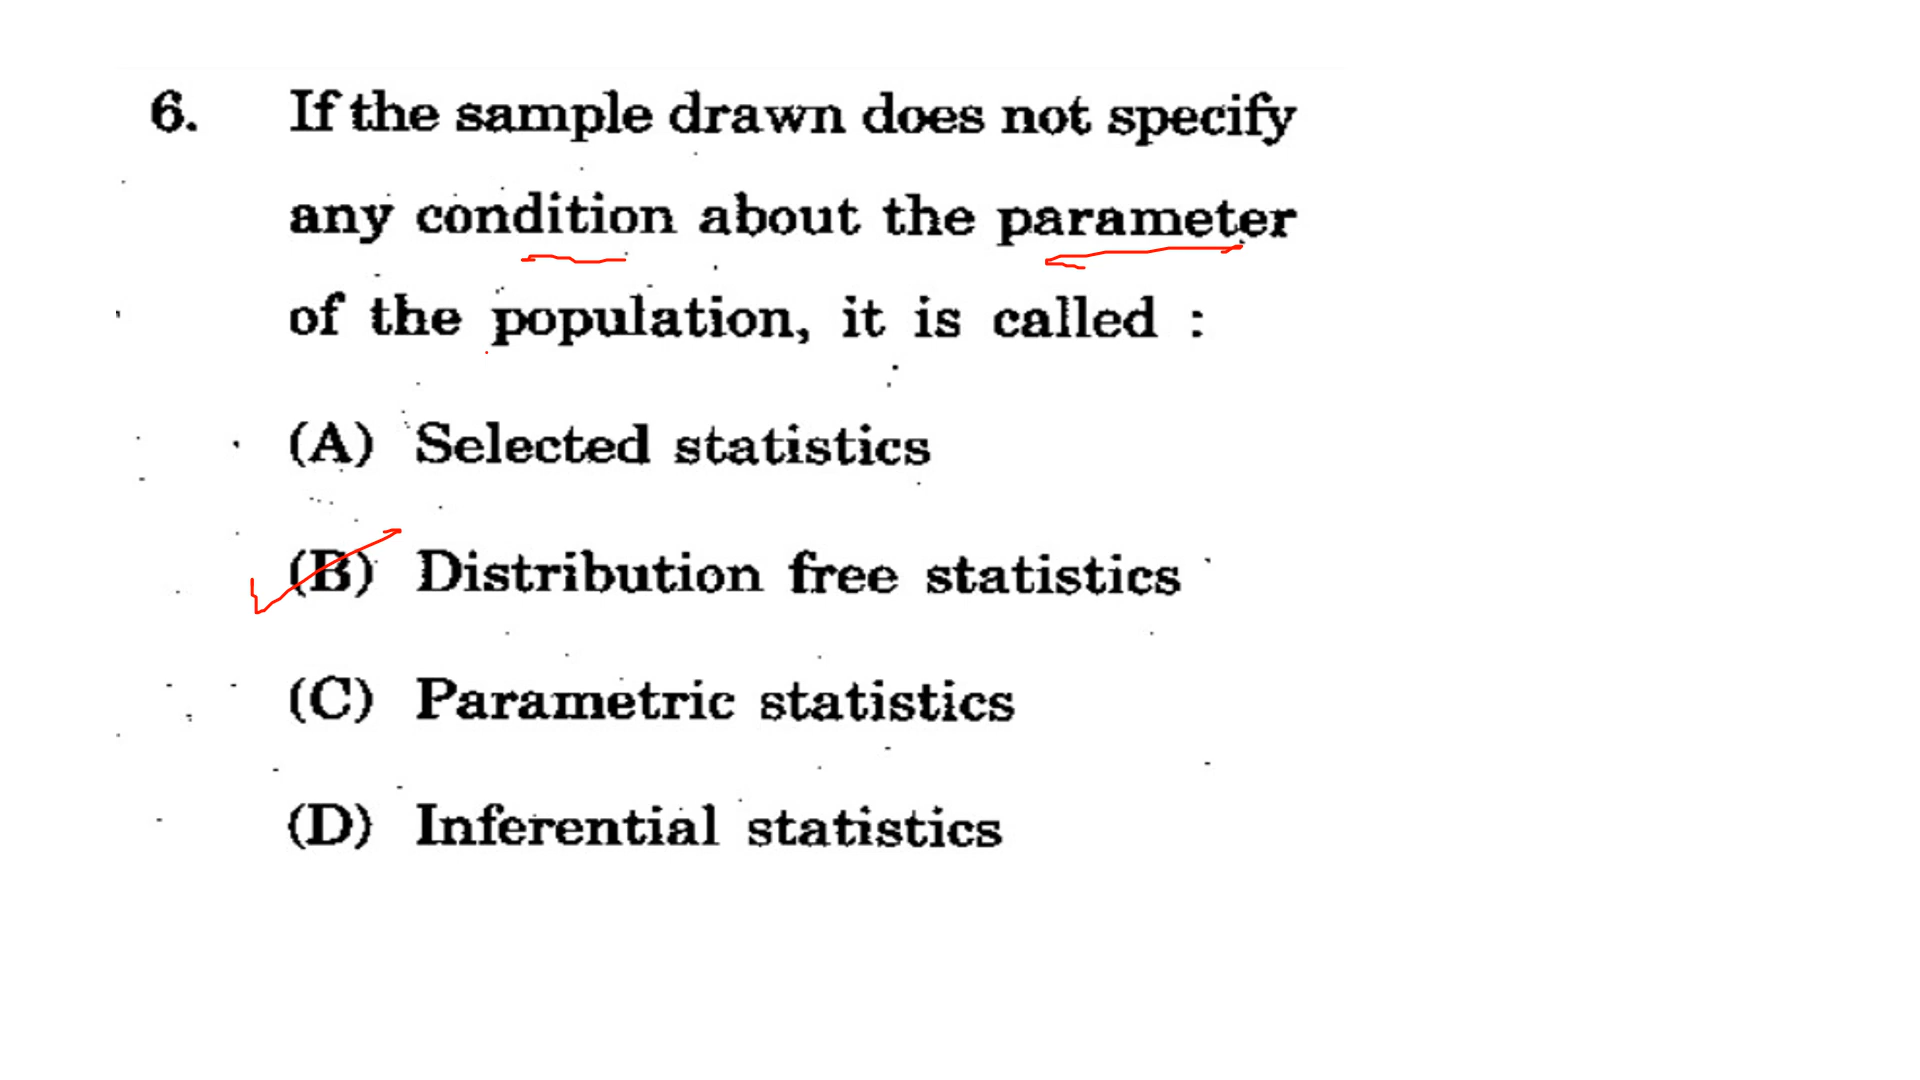 6. If the sample drawn does not specify
any condition about the parameter
of the population, it is called :
(A) Selected statistics
(B) Distribution free statistics
(C) Parametric statistics
(D) Inferential statistics